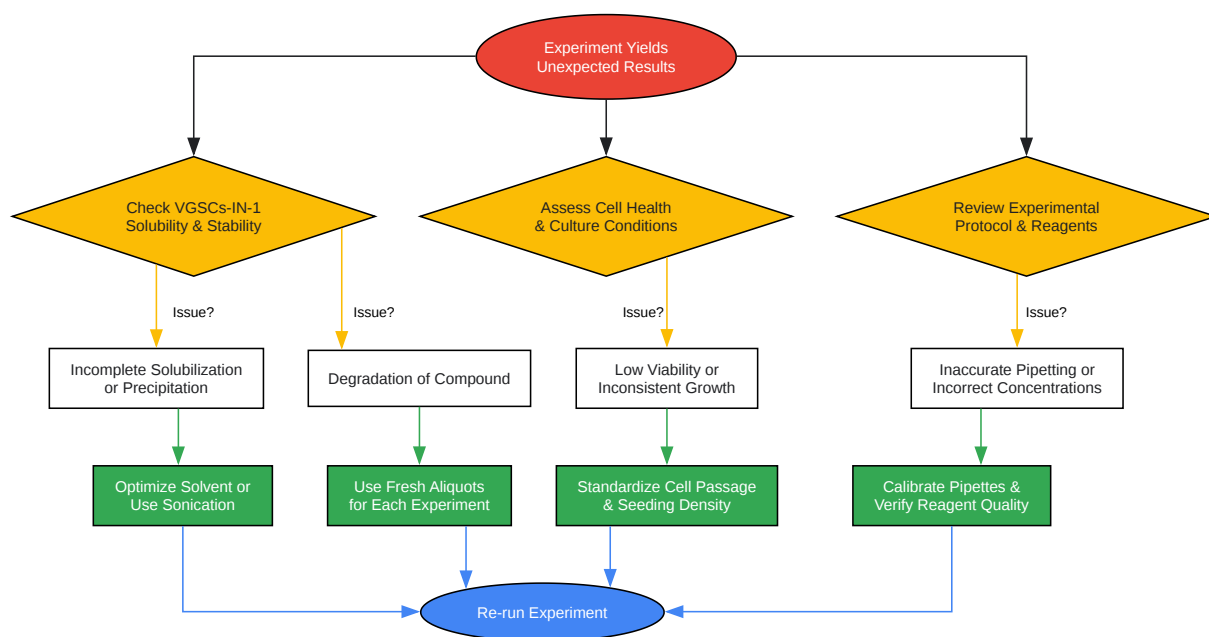 Experiment Yields
Unexpected Results
Check VGSCs-IN-1
Solubility & Stability
Assess Cell Health
& Culture Conditions
Review Experimental
Protocol & Reagents
Issue?
Issue?
Issue?
Issue?
Incomplete Solubilization
or Precipitation
Degradation of Compound
Low Viability or
Inconsistent Growth
Inaccurate Pipetting or
Incorrect Concentrations
Optimize Solvent or
Use Sonication
Use Fresh Aliquots
for Each Experiment
Standardize Cell Passage
& Seeding Density
Calibrate Pipettes &
Verify Reagent Quality
Re-run Experiment